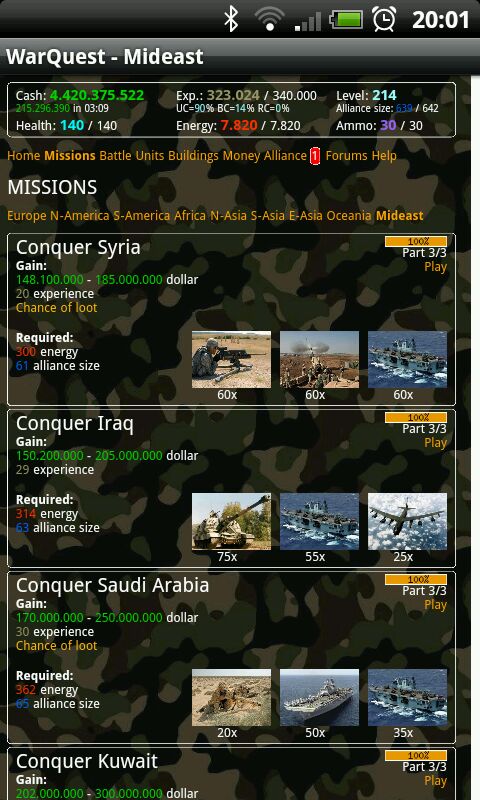 20:01
WarQuest - Mideast
Cash: 4.420.375.522 Exp.: 323.024 / 340.000 Level: 214
215.296.390 in 03:09 UC=90% BC=14% RC=0% Alliance size: 639 / 642
Health: 140 / 140 Energy: 7.820 / 7.820 Ammo: 30 / 30
Home Missions Battle Units Buildings Money Alliance 1 Forums Help
MISSIONS
Europe N-America S-America Africa N-Asia S-Asia E-Asia Oceania Mideast
Conquer Syria 100%
Gain: Part 3/3
148.100.000 - 185.000.000 dollar Play
20 experience
Chance of loot
Required:
300 energy
61 alliance size
60x 60x 60x
Conquer Iraq 100%
Gain: Part 3/3
150.200.000 - 205.000.000 dollar Play
29 experience
Required:
314 energy
63 alliance size
75x 55x 25x
Conquer Saudi Arabia 100%
Gain: Part 3/3
170.000.000 - 250.000.000 dollar Play
30 experience
Chance of loot
Required:
362 energy
65 alliance size
20x 50x 35x
Conquer Kuwait 100%
Gain: Part 3/3
202.000.000 - 300.000.000 dollar Play